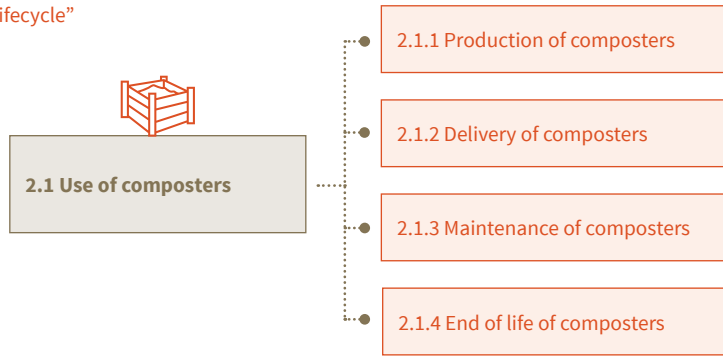 ifecycle”
2.1.1 Production of composters
2.1.2 Delivery of composters
2.1 Use of composters
2.1.3 Maintenance of composters
2.1.4 End of life of composters